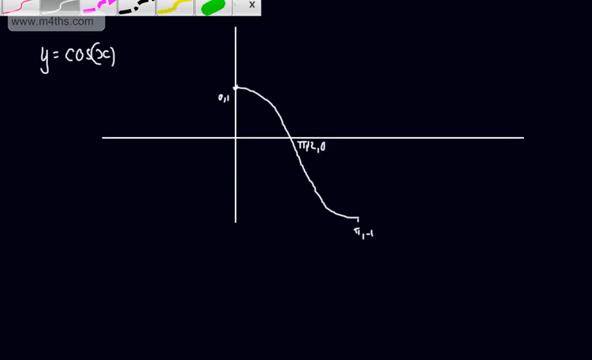 x
www.m4ths.com
y = cos(x)
0,1
π/2,0
π,-1